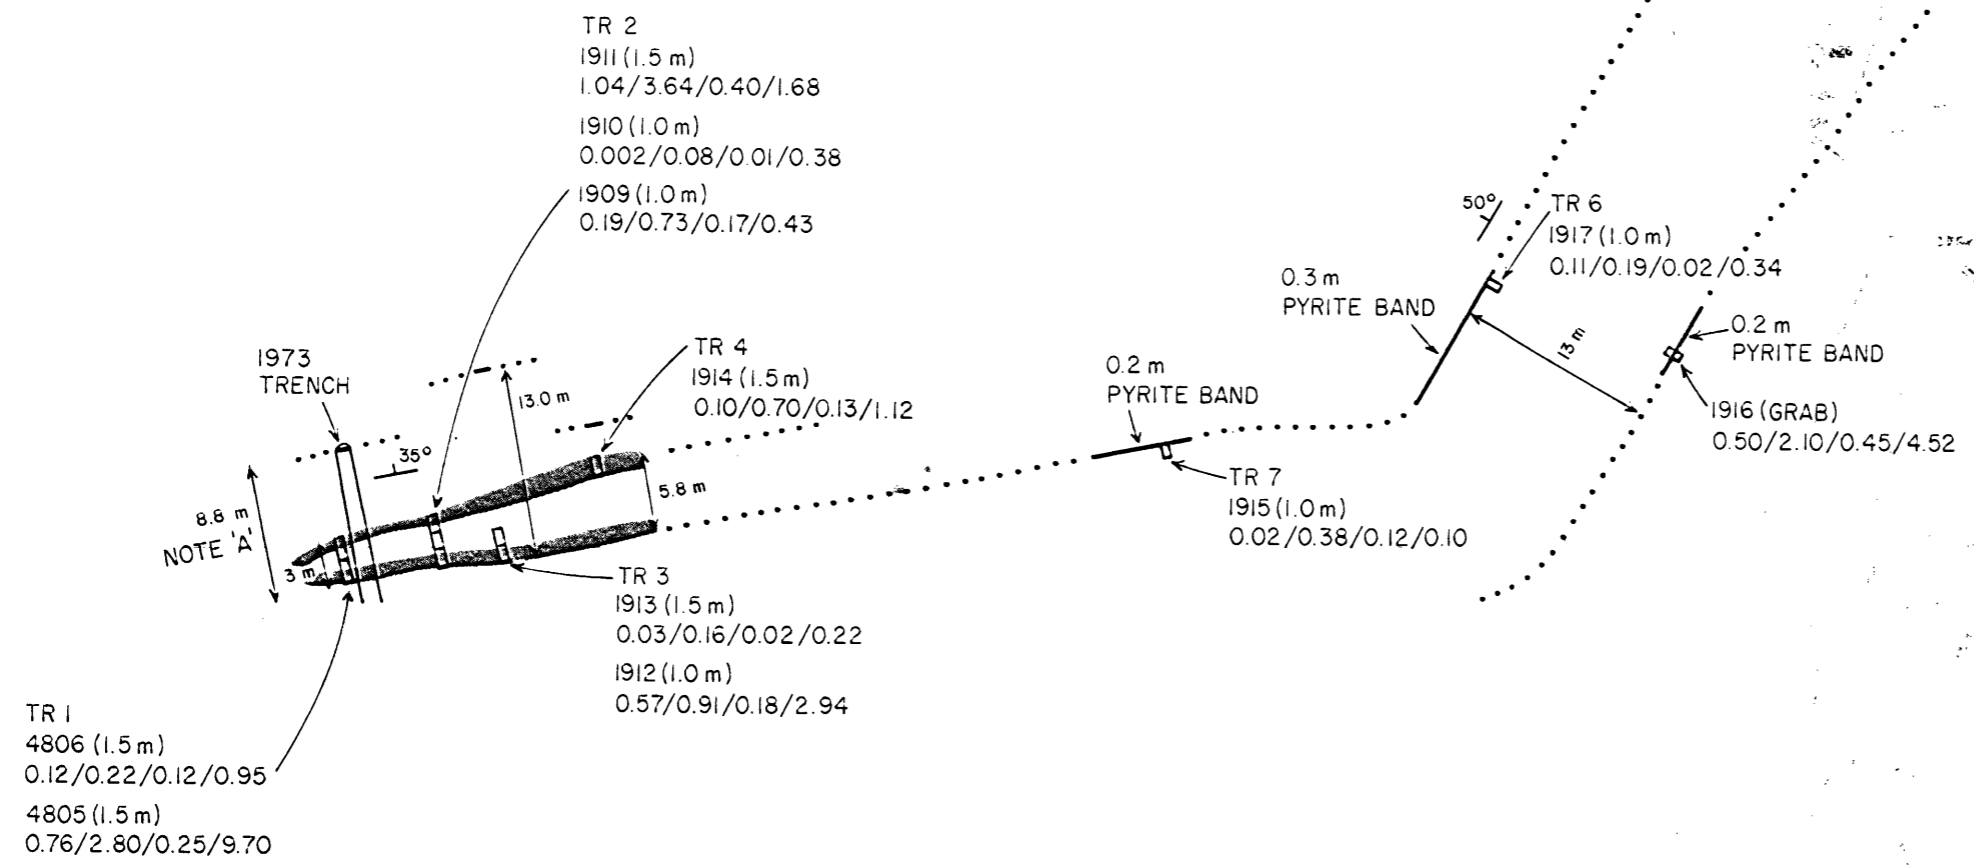 TR 2
1911 (1.5 m)
1.04/3.64/0.40/1.68
1910 (1.0 m)
0.002/0.08/0.01/0.38
1909 (1.0 m)
0.19/0.73/0.17/0.43
50°
TR 6
1917 (1.0 m)
0.11/0.19/0.02/0.34
0.3 m
PYRITE BAND
13 m
0.2 m
PYRITE BAND
1916 (GRAB)
0.50/2.10/0.45/4.52
1973
TRENCH
13.0 m
TR 4
1914 (1.5 m)
0.10/0.70/0.13/1.12
0.2 m
PYRITE BAND
35°
8.8 m
NOTE 'A'
3 m
5.8 m
TR 7
1915 (1.0 m)
0.02/0.38/0.12/0.10
TR 3
1913 (1.5 m)
0.03/0.16/0.02/0.22
1912 (1.0 m)
0.57/0.91/0.18/2.94
TR 1
4806 (1.5 m)
0.12/0.22/0.12/0.95
4805 (1.5 m)
0.76/2.80/0.25/9.70